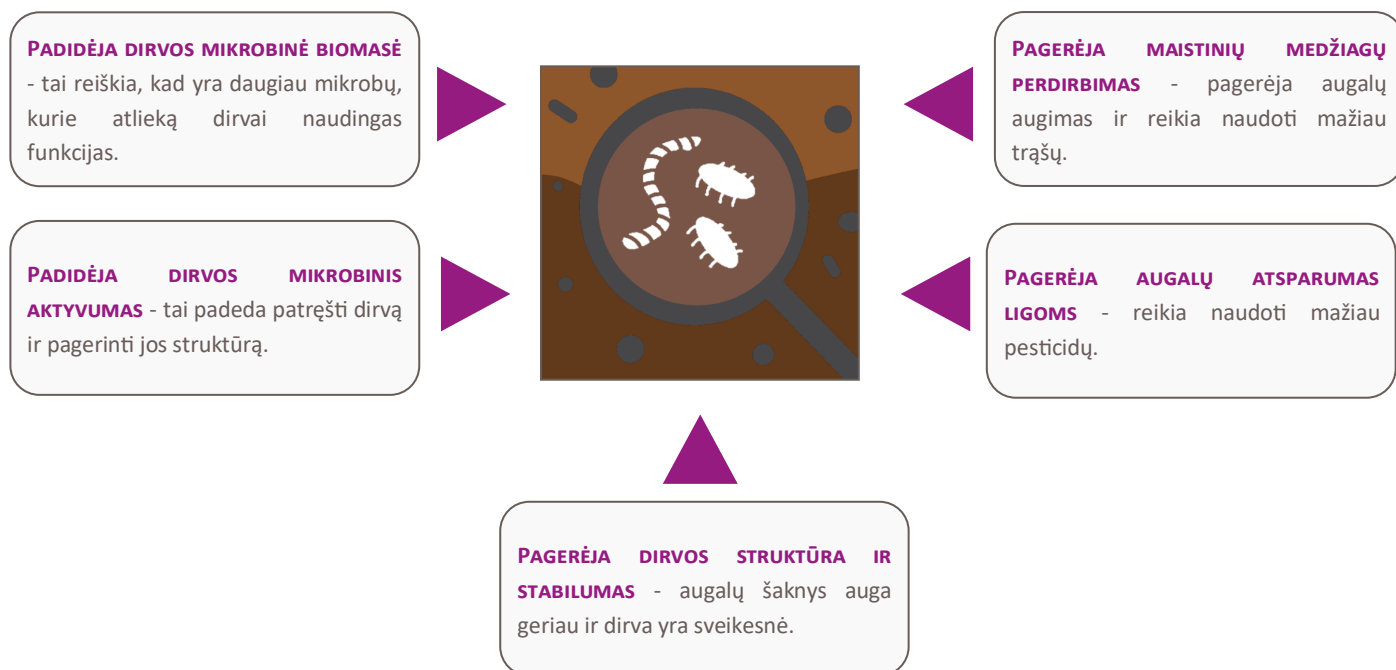 PADIDĖJA DIRVOS MIKROBINĖ BIOMASĖ
- tai reiškia, kad yra daugiau mikrobų,
kurie atlieką dirvai naudingas
funkcijas.
PADIDĖJA DIRVOS MIKROBINIS
AKTYVUMAS - tai padeda patręšti dirvą
ir pagerinti jos struktūrą.
PAGERĖJA MAISTINIŲ MEDŽIAGŲ
PERDIRBIMAS - pagerėja augalų
augimas ir reikia naudoti mažiau
trąšų.
PAGERĖJA AUGALŲ ATSPARUMAS
LIGOMS - reikia naudoti mažiau
pesticidų.
PAGERĖJA DIRVOS STRUKTŪRA IR
STABILUMAS - augalų šaknys auga
geriau ir dirva yra sveikesnė.